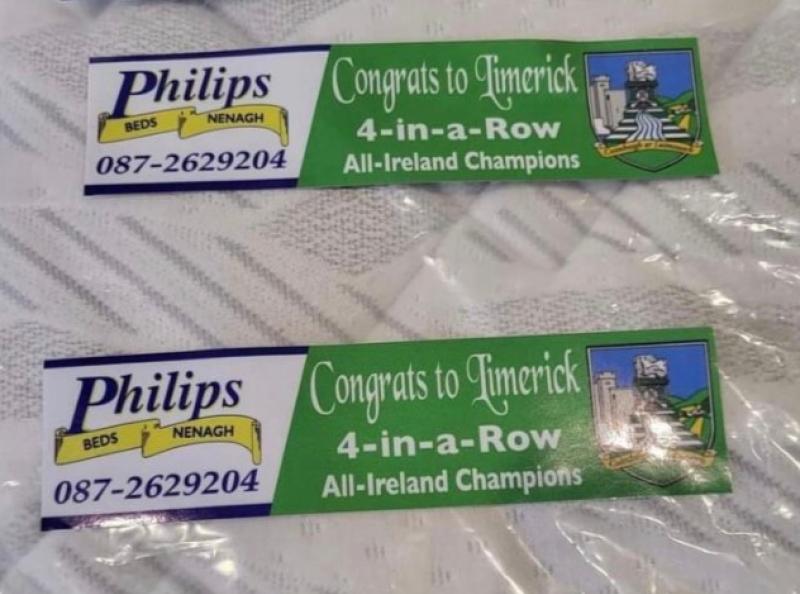 Philips
BEDS NENAGH
087-2629204
Congrats to Limerick
4-in-a-Row
All-Ireland Champions
Philips
BEDS NENAGH
087-2629204
Congrats to Limerick
4-in-a-Row
All-Ireland Champions